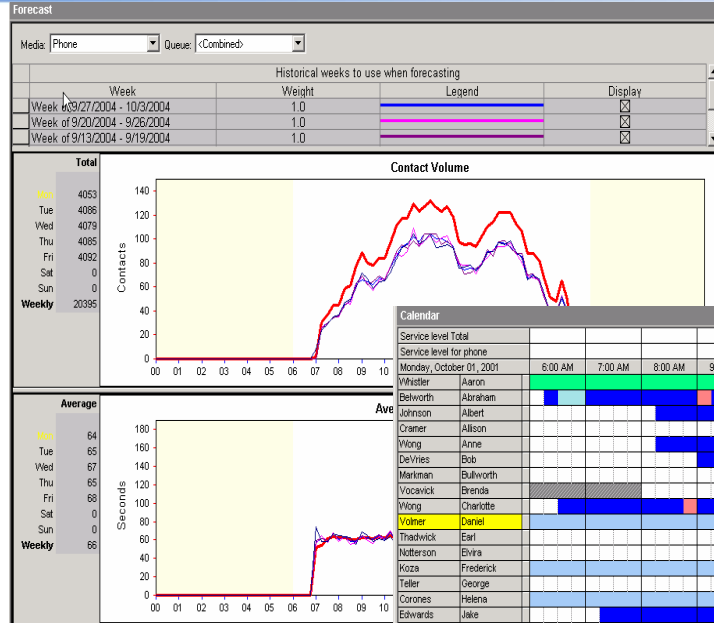 Forecast
Media: Phone Queue: <Combined>
Historical weeks to use when forecasting
Week Weight Legend Display
Week of 9/27/2004 - 10/3/2004 1.0
Week of 9/20/2004 - 9/26/2004 1.0
Week of 9/13/2004 - 9/19/2004 1.0
Total
Mon 4053
Tue 4086
Wed 4079
Thu 4085
Fri 4092
Sat 0
Sun 0
Weekly 20395
Contact Volume
Contacts
140
120
100
80
60
40
20
0
00 01 02 03 04 05 06 07 08 09 10
Calendar
Service level Total
Service level for phone
Monday, October 01, 2001 6:00 AM 7:00 AM 8:00 AM 9
Whistler Aaron
Belworth Abraham
Johnson Albert
Cramer Allison
Wong Anne
DeVries Bob
Markman Bullworth
Vocavick Brenda
Wong Charlotte
Volmer Daniel
Thadwick Earl
Notterson Elvira
Koza Frederick
Teller George
Corones Helena
Edwards Jake
Average
Mon 64
Tue 65
Wed 67
Thu 65
Fri 68
Sat 0
Sun 0
Weekly 66
Ave
Seconds
180
160
140
120
100
80
60
40
20
0
00 01 02 03 04 05 06 07 08 09 10